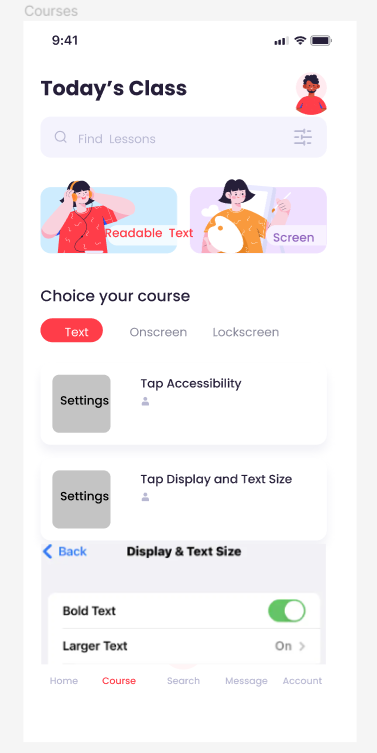 Courses
9:41
Today's Class
Find Lessons
Readable Text
Screen
Choice your course
Text Onscreen Lockscreen
Settings
Tap Accessibility
Settings
Tap Display and Text Size
Back Display & Text Size
Bold Text
Larger Text On
Home Course Search Message Account